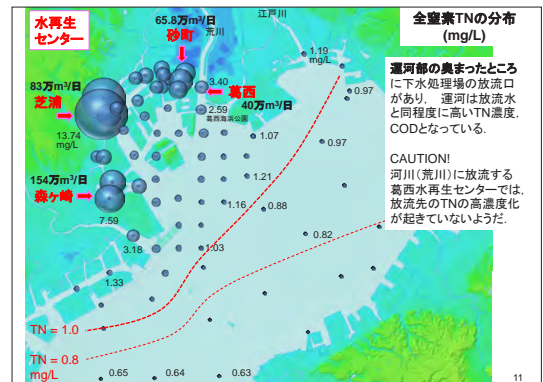 水再生
センター
65.8万m³/日
砂町
荒川
江戸川
全窒素TNの分布
(mg/L)
1.19
mg/L
運河部の奥まったところ
に下水処理場の放流口
があり，運河は放流水
と同程度に高いTN濃度，
CODとなっている．
CAUTION!
河川（荒川）に放流する
葛西水再生センターでは，
放流先のTNの高濃度化
が起きていないようだ．
83万m³/日
芝浦
13.74
mg/L
3.40
葛西
40万m³/日
2.59
葛西海浜公園
0.97
1.07
0.97
1.21
154万m³/日
森ヶ崎
7.59
1.16
0.88
0.82
3.18
1.03
1.33
TN = 1.0
TN = 0.8
mg/L
0.65
0.64
0.63
11